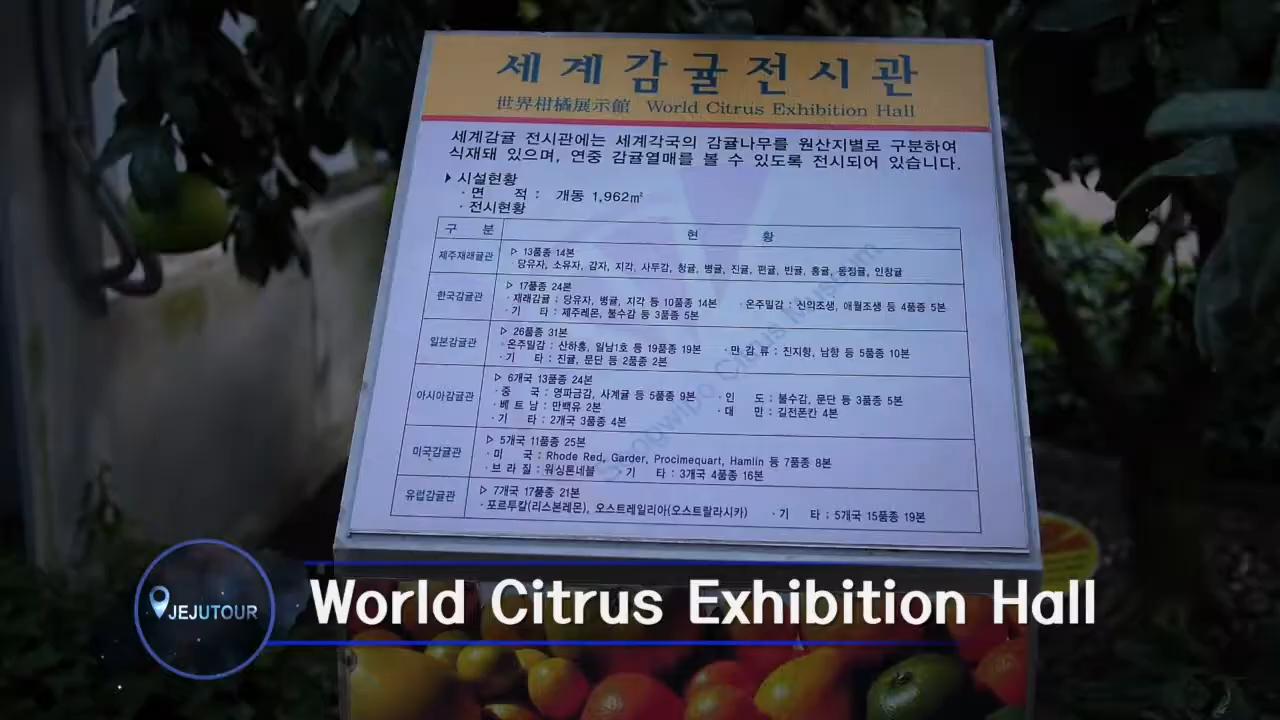 세계감귤전시관
世界柑橘展示館 World Citrus Exhibition Hall
세계감귤 전시관에는 세계각국의 감귤나무를 원산지별로 구분하여
식재돼 있으며, 연중 감귤열매를 볼 수 있도록 전시되어 있습니다.
▶ 시설현황
· 면 적 : 개동 1,962㎡
· 전시현황
구 분 현 황
제주재래귤관 ▷ 13품종 14본
· 당유자, 소유자, 감자, 지각, 사두감, 청귤, 병귤, 진귤, 편귤, 빈귤, 홍귤, 동정귤, 인창귤
한국감귤관 ▷ 17품종 24본
· 재래감귤 : 당유자, 병귤, 지각 등 10품종 14본 · 온주밀감 : 신익조생, 애월조생 등 4품종 5본
· 기 타 : 제주레몬, 불수감 등 3품종 5본
일본감귤관 ▷ 26품종 31본
· 온주밀감 : 산하홍, 일남1호 등 19품종 19본 · 만 감 류 : 진지향, 남향 등 5품종 10본
· 기 타 : 진귤, 문단 등 2품종 2본
아시아감귤관 ▷ 6개국 13품종 24본
· 중 국 : 영파금감, 사계귤 등 5품종 9본 · 인 도 : 불수감, 문단 등 3품종 5본
· 베 트 남 : 만백유 2본 · 대 만 : 길전폰칸 4본
· 기 타 : 2개국 3품종 4본
미국감귤관 ▷ 5개국 11품종 25본
· 미 국 : Rhode Red, Garder, Procimequart, Hamlin 등 7품종 8본
· 브 라 질 : 워싱톤네블 · 기 타 : 3개국 4품종 16본
유럽감귤관 ▷ 7개국 17품종 21본
· 포르투칼(리스본레몬), 오스트레일리아(오스트랄라시카) · 기 타 : 5개국 15품종 19본
JEJUTOUR
World Citrus Exhibition Hall